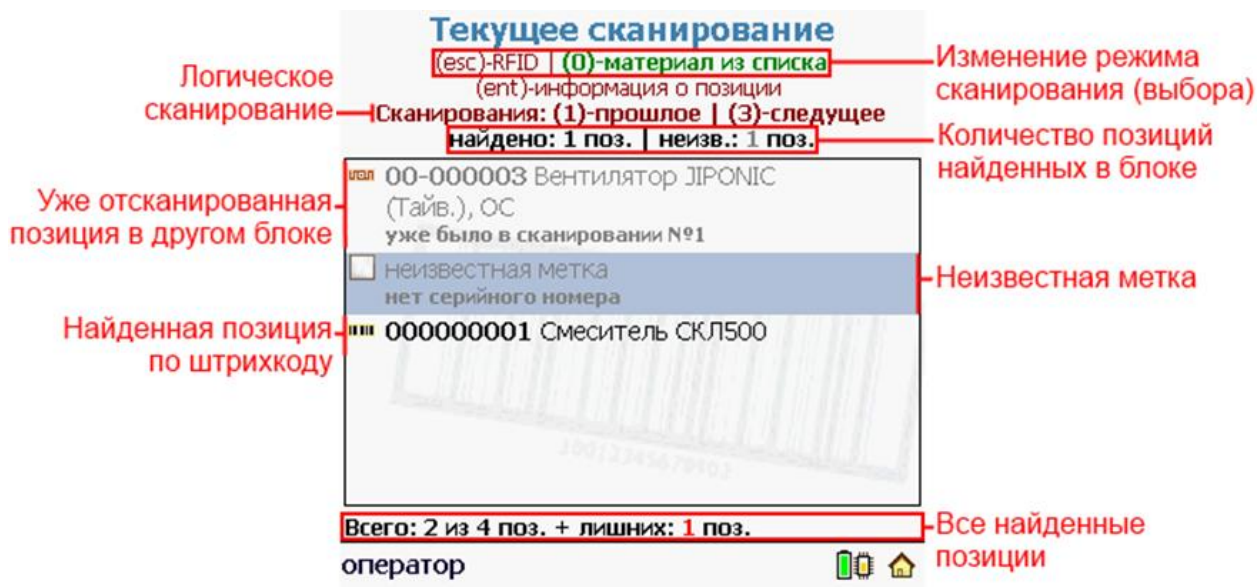 Текущее сканирование
(esc)-RFID | (0)-материал из списка
(ent)-информация о позиции
Сканирования: (1)-прошлое | (3)-следущее
найдено: 1 поз. | неизв.: 1 поз.
Логическое
сканирование
Изменение режима
сканирования (выбора)
Количество позиций
найденных в блоке
00-000003 Вентилятор JIPONIC
(Тайв.), ОС
уже было в сканировании №1
Уже отсканированная
позиция в другом блоке
неизвестная метка
нет серийного номера
Неизвестная метка
000000001 Смеситель СКЛ500
Найденная позиция
по штрихкоду
Всего: 2 из 4 поз. + лишних: 1 поз.
Все найденные
позиции
оператор